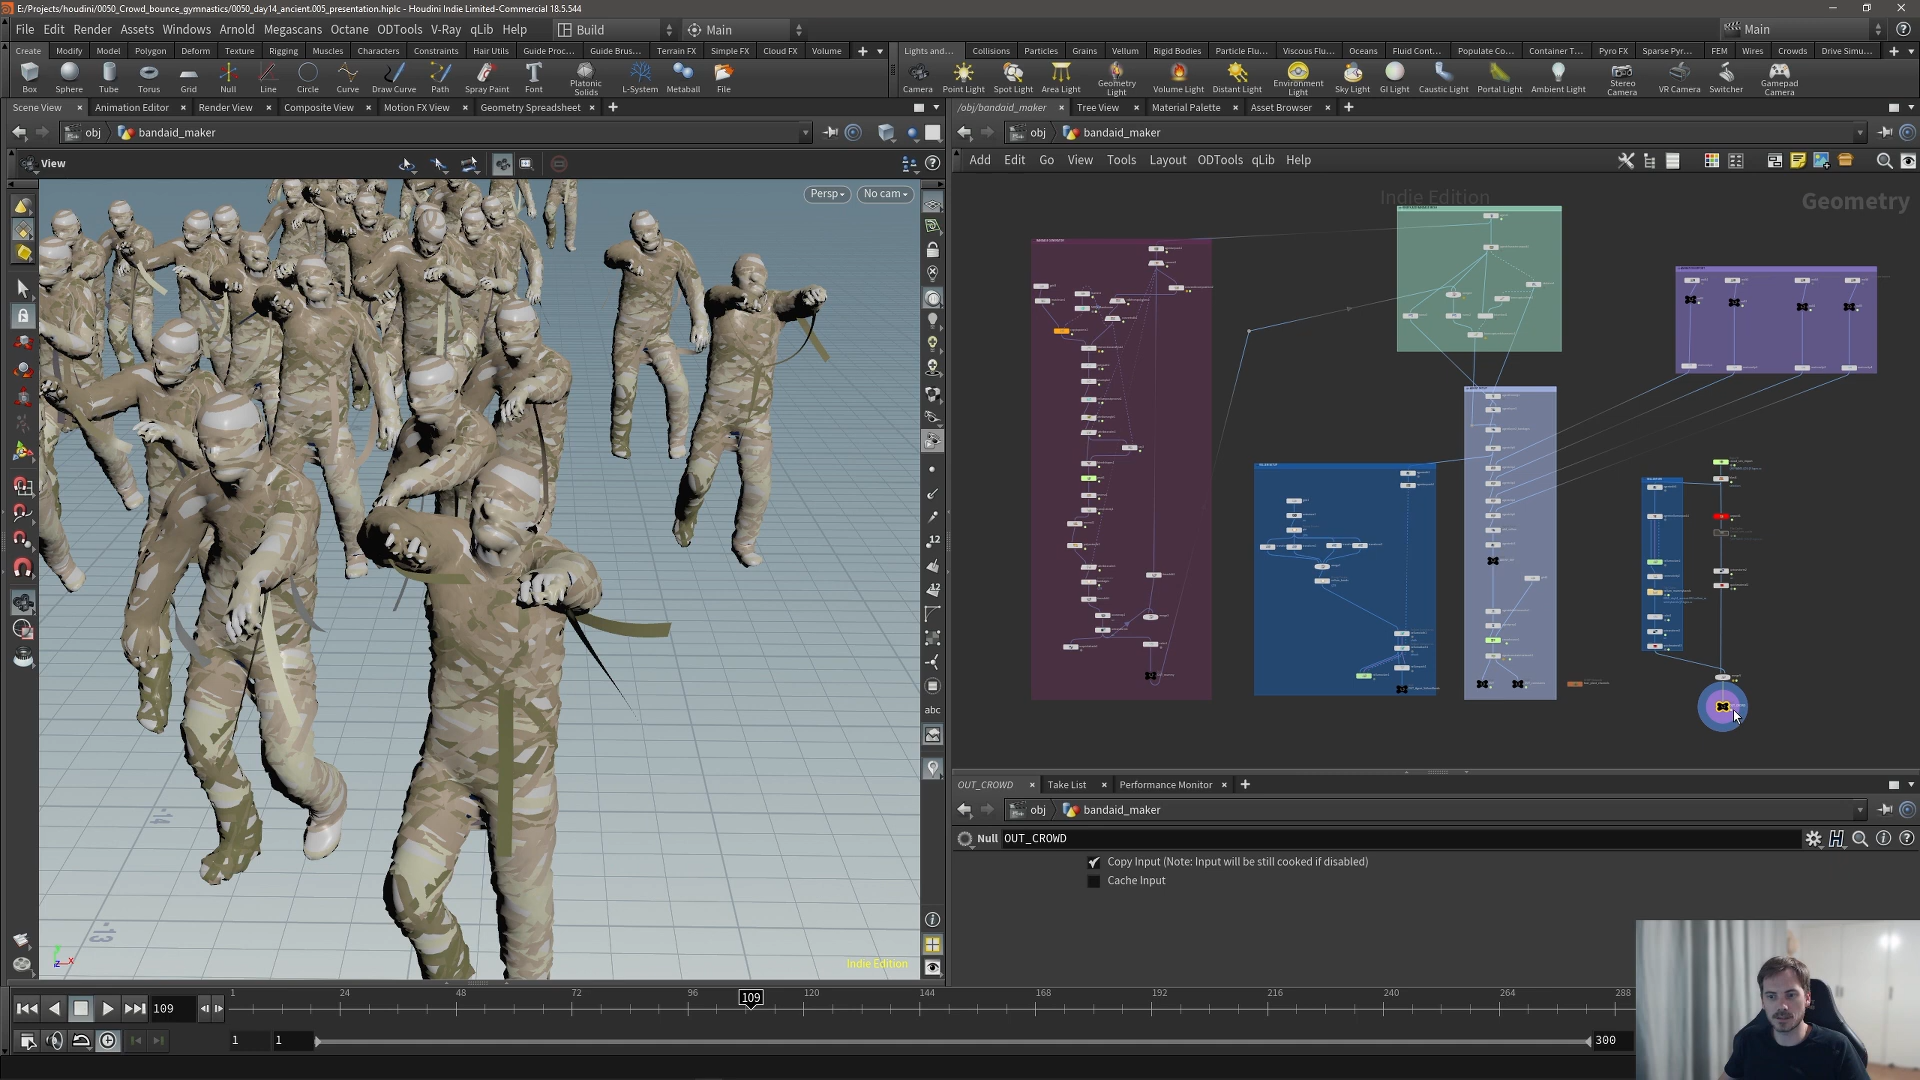 E:/Projects/houdini/0050_Crowd_bounce_gymnastics/0050_day14_ancient.005_presentation.hiplc - Houdini Indie Limited-Commercial 18.5.544
File Edit Render Assets Windows Arnold Megascans Octane ODTools V-Ray qLib Help Build Main Main
Create Modify Model Polygon Deform Texture Rigging Muscles Characters Constraints Hair Utils Guide Proc... Guide Brus... Terrain FX Simple FX Cloud FX Volume
Lights and... Collisions Particles Grains Vellum Rigid Bodies Particle Flu... Viscous Flu... Oceans Fluid Cont... Populate Co... Container T... Pyro FX Sparse Pyr... FEM Wires Crowds Drive Simu...
Box Sphere Tube Torus Grid Null Line Circle Curve Draw Curve Path Spray Paint Font Platonic Solids L-System Metaball File
Camera Point Light Spot Light Area Light Geometry Light Volume Light Distant Light Environment Light Sky Light GI Light Caustic Light Portal Light Ambient Light Stereo Camera VR Camera Switcher Gamepad Camera
Scene View Animation Editor Render View Composite View Motion FX View Geometry Spreadsheet
/obj/bandaid_maker Tree View Material Palette Asset Browser
obj bandaid_maker
obj bandaid_maker
View
Add Edit Go View Tools Layout ODTools qLib Help
Persp No cam
Indie Edition
Geometry
12
12
abc
14
13
Indie Edition
OUT_CROWD Take List Performance Monitor
obj bandaid_maker
Null OUT_CROWD
Copy Input (Note: Input will be still cooked if disabled)
Cache Input
109
1 24 48 72 96 109 120 144 168 192 216 240 264 288
1 1 300